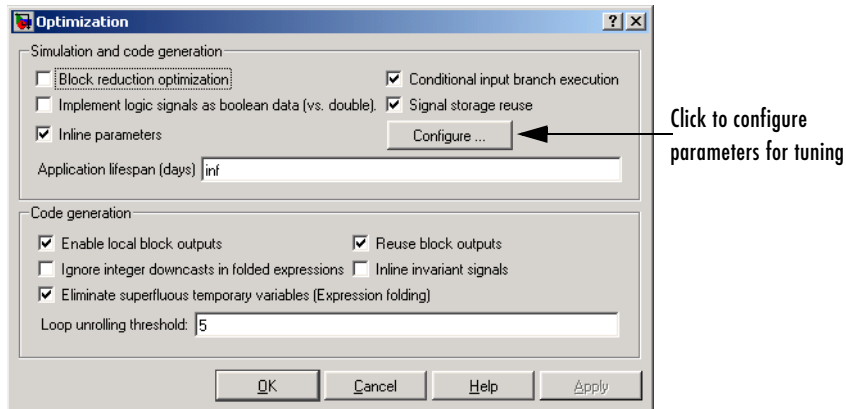 Optimization
Simulation and code generation
Block reduction optimization
Conditional input branch execution
Implement logic signals as boolean data (vs. double).
Signal storage reuse
Inline parameters
Configure ...
Click to configure
parameters for tuning
Application lifespan (days) inf
Code generation
Enable local block outputs
Reuse block outputs
Ignore integer downcasts in folded expressions
Inline invariant signals
Eliminate superfluous temporary variables (Expression folding)
Loop unrolling threshold: 5
OK Cancel Help Apply